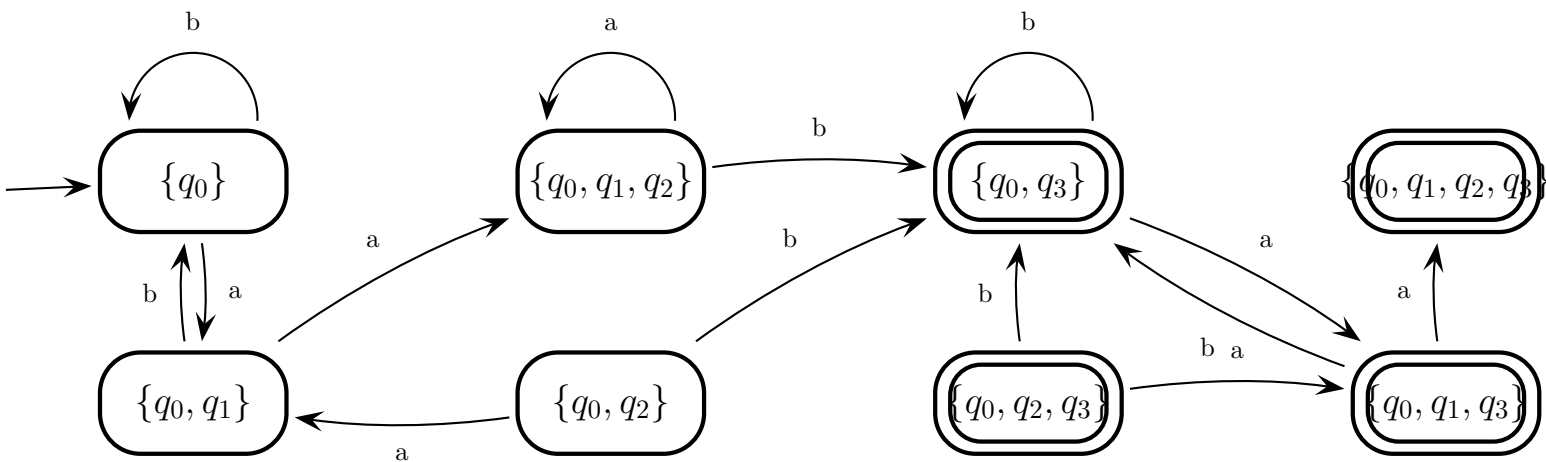 b a b
b
{q₀} {q₀, q₁, q₂} {q₀, q₃} {q₀, q₁, q₂, q₃}
a b a
b a b a
b a
{q₀, q₁} {q₀, q₂} {q₀, q₂, q₃} {q₀, q₁, q₃}
a